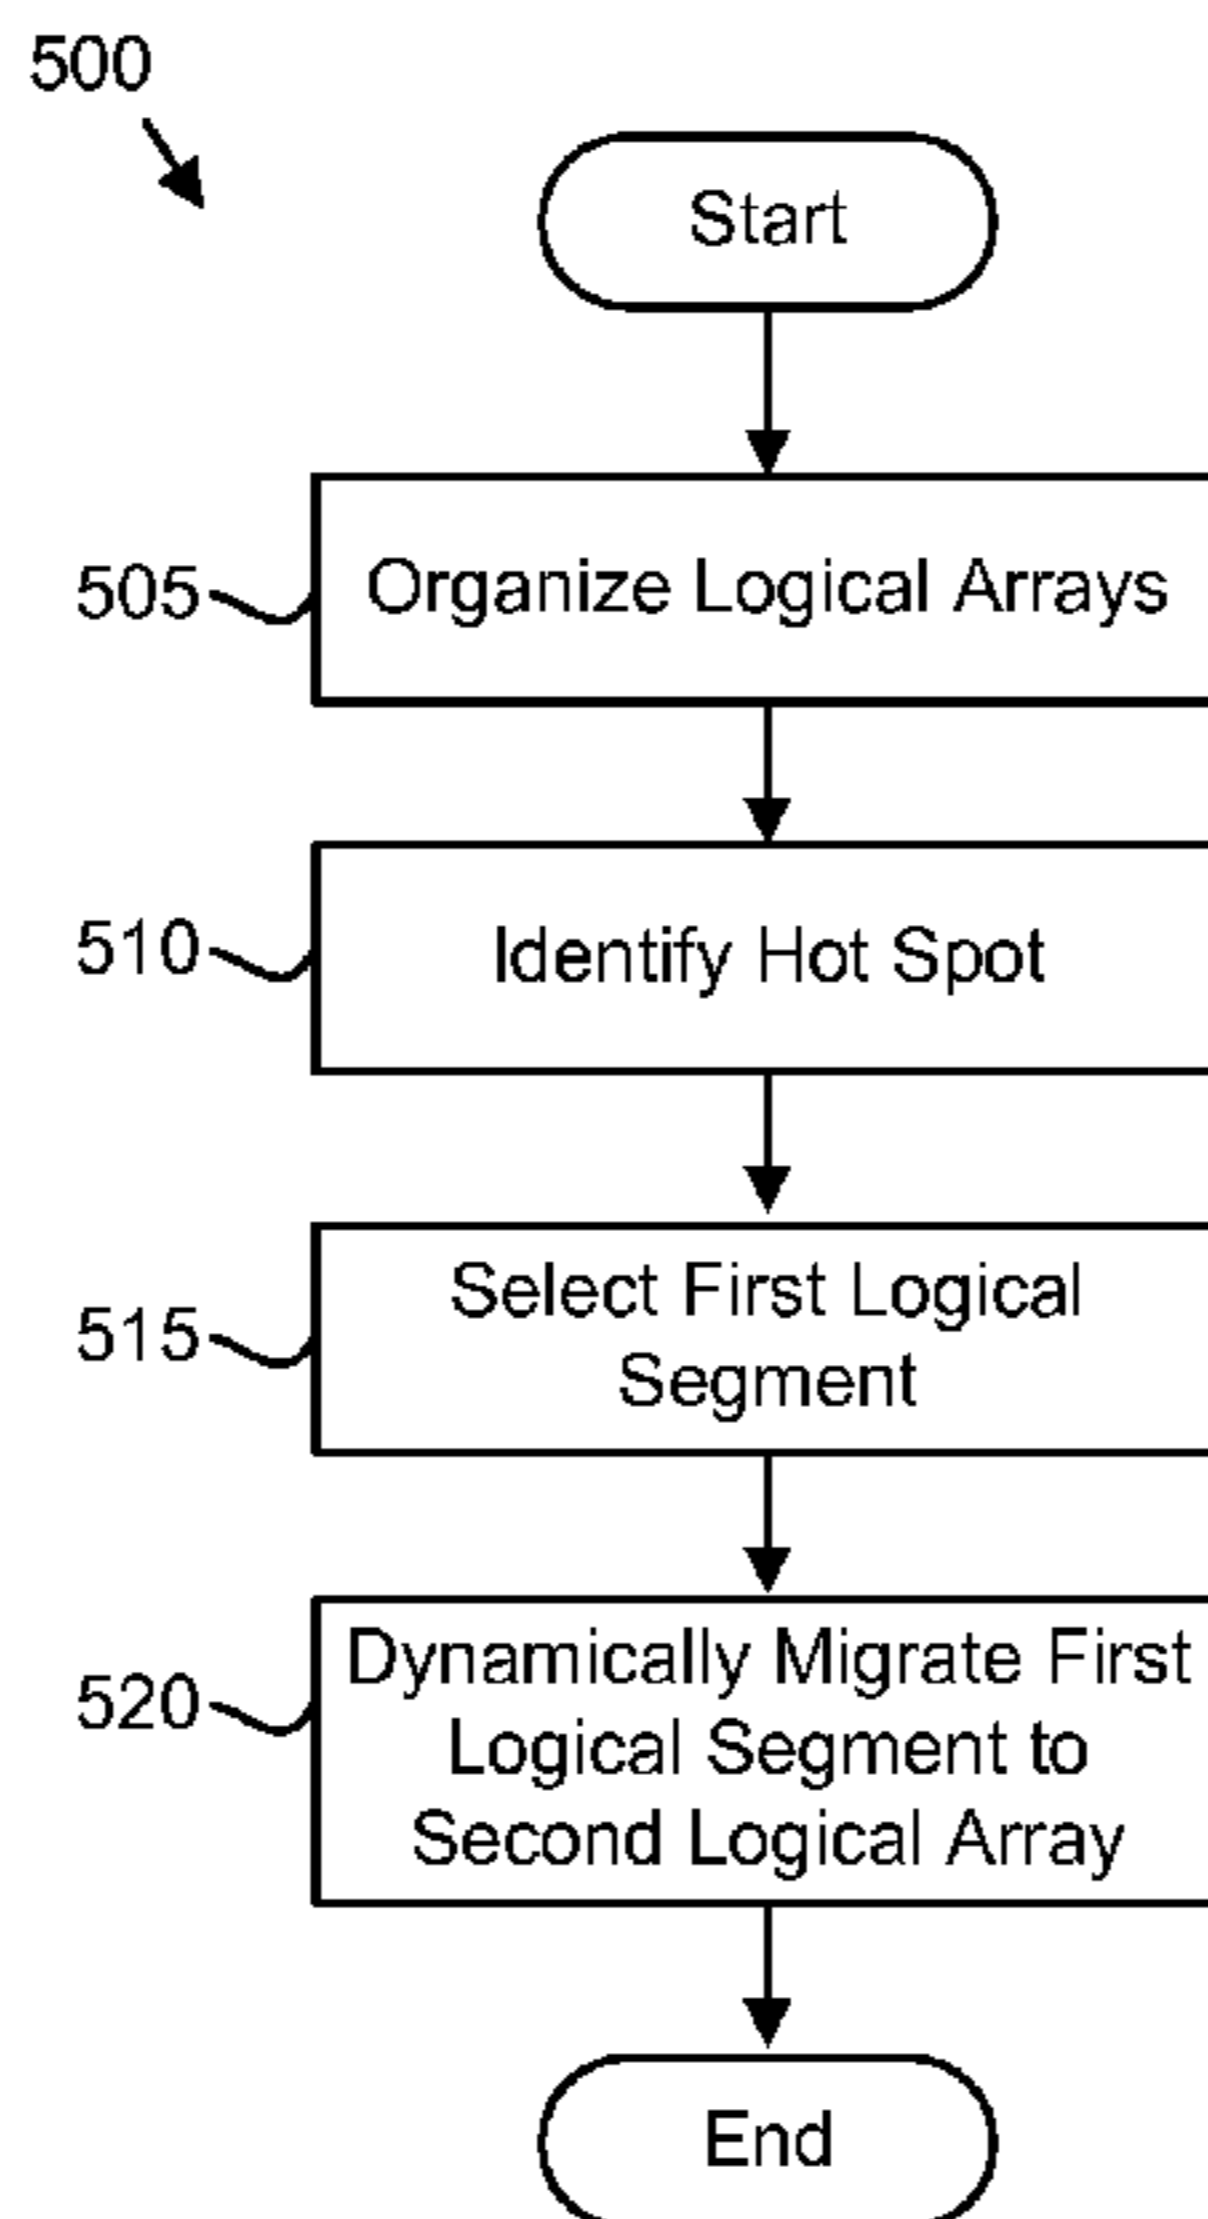 500
Start
505
Organize Logical Arrays
510
Identify Hot Spot
515
Select First Logical
Segment
520
Dynamically Migrate First
Logical Segment to
Second Logical Array
End